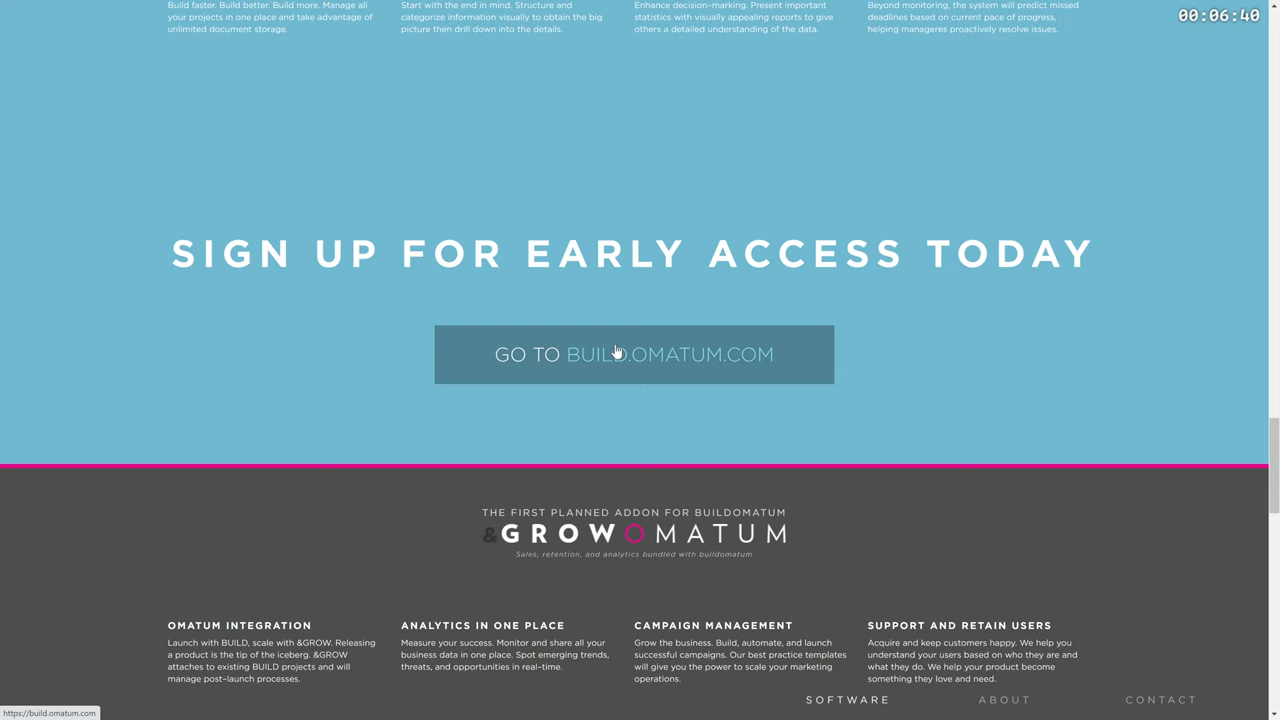 Build faster. Build better. Build more. Manage all
your projects in one place and take advantage of
unlimited document storage.
Start with the end in mind. Structure and
categorize information visually to obtain the big
picture then drill down into the details.
Enhance decision-marking. Present important
statistics with visually appealing reports to give
others a detailed understanding of the data.
Beyond monitoring, the system will predict missed
deadlines based on current pace of progress,
helping manageres proactively resolve issues.
00:06:40
SIGN UP FOR EARLY ACCESS TODAY
GO TO BUILD.OMATUM.COM
THE FIRST PLANNED ADDON FOR BUILDOMATUM
&GROWOMATUM
Sales, retention, and analytics bundled with buildomatum
OMATUM INTEGRATION
Launch with BUILD, scale with &GROW. Releasing
a product is the tip of the iceberg. &GROW
attaches to existing BUILD projects and will
manage post-launch processes.
ANALYTICS IN ONE PLACE
Measure your success. Monitor and share all your
business data in one place. Spot emerging trends,
threats, and opportunities in real-time.
CAMPAIGN MANAGEMENT
Grow the business. Build, automate, and launch
successful campaigns. Our best practice templates
will give you the power to scale your marketing
operations.
SUPPORT AND RETAIN USERS
Acquire and keep customers happy. We help you
understand your users based on who they are and
what they do. We help your product become
something they love and need.
SOFTWARE
ABOUT
CONTACT
https://build.omatum.com